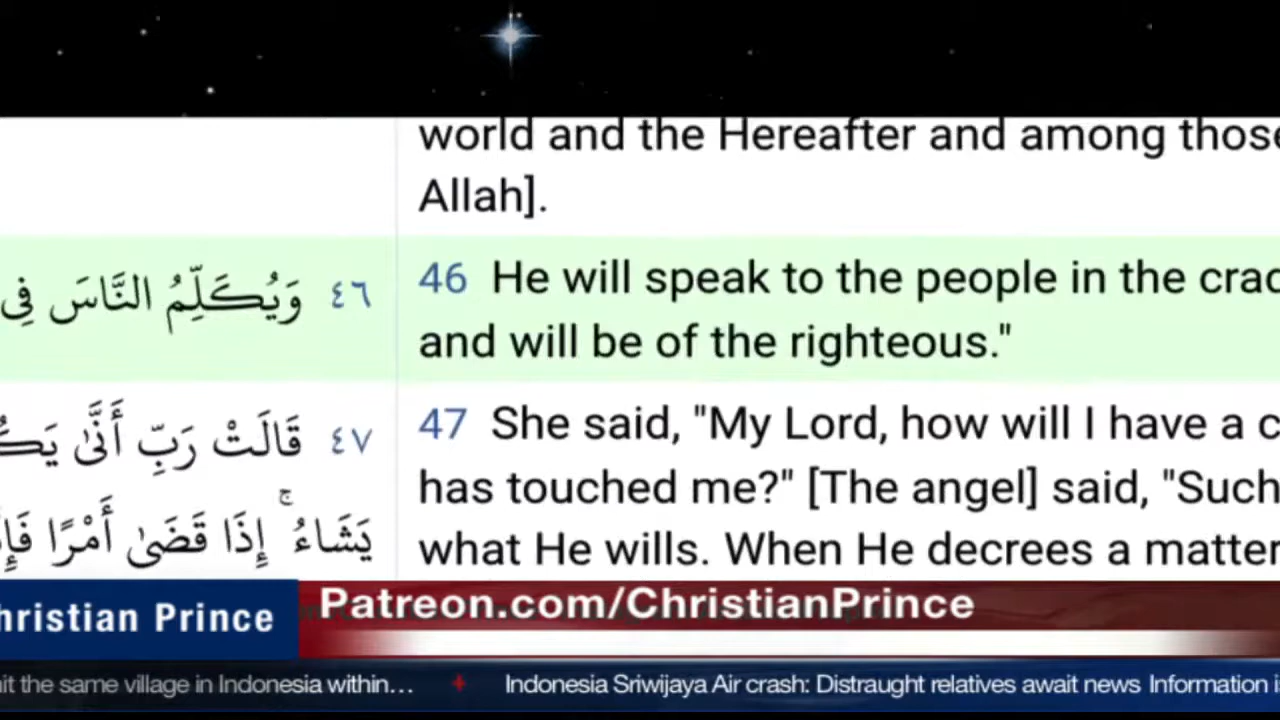 world and the Hereafter and among those
Allah].
وَيُكَلِّمُ النَّاسَ فِي ٤٦
46 He will speak to the people in the
and will be of the righteous."
قَالَتْ رَبِّ أَنَّىٰ ٤٧
يَشَاءُ ۚ إِذَا قَضَىٰ أَمْرًا
47 She said, "My Lord, how will I have a
has touched me?" [The angel] said, "Such
what He wills. When He decrees a matter
hristian Prince
Patreon.com/ChristianPrince
it the same village in Indonesia within...
Indonesia Sriwijaya Air crash: Distraught relatives await news Information